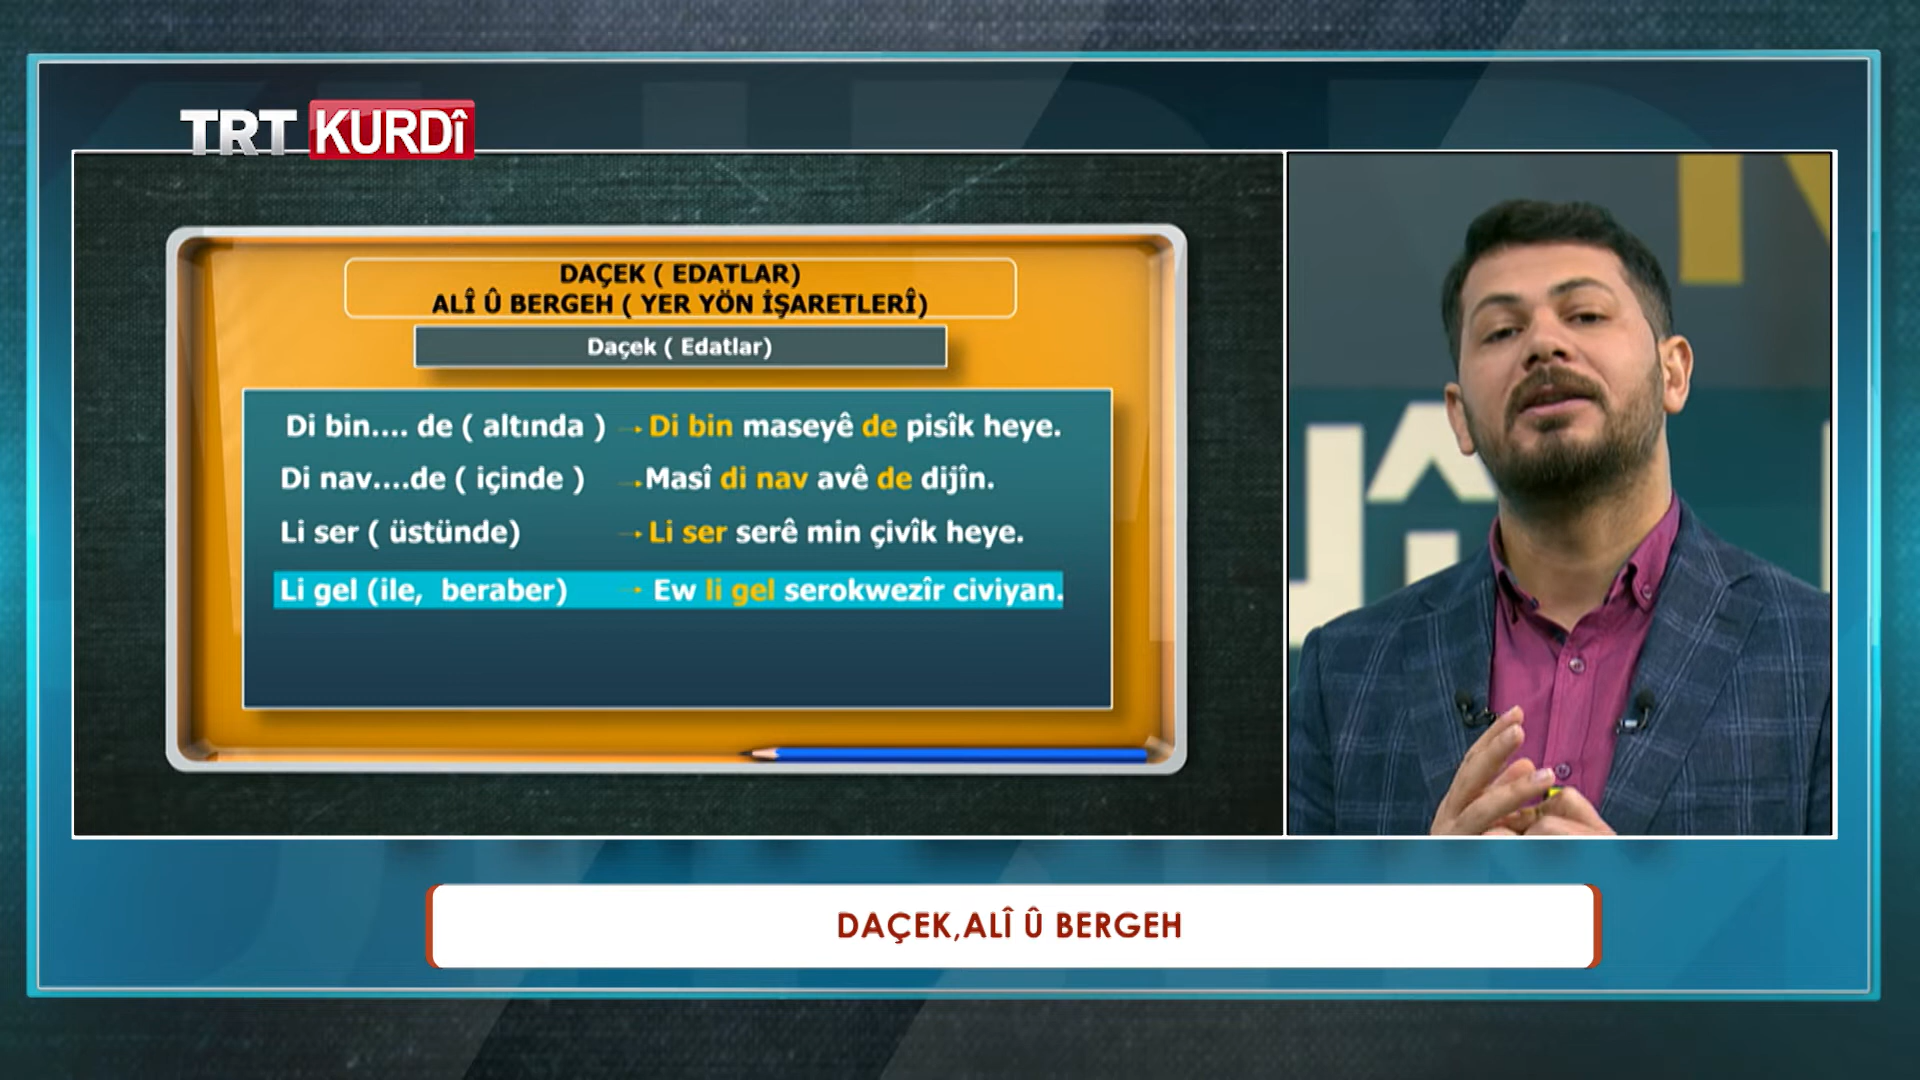 TRT KURDÎ
DAÇEK ( EDATLAR)
ALÎ Û BERGEH ( YER YÖN İŞARETLERÎ)
Daçek ( Edatlar)
Di bin.... de ( altında ) → Di bin maseyê de pisîk heye.
Di nav....de ( içinde ) → Masî di nav avê de dijîn.
Li ser ( üstünde) → Li ser serê min çivîk heye.
Li gel (ile, beraber) → Ew li gel serokwezîr civiyan.
DAÇEK,ALÎ Û BERGEH